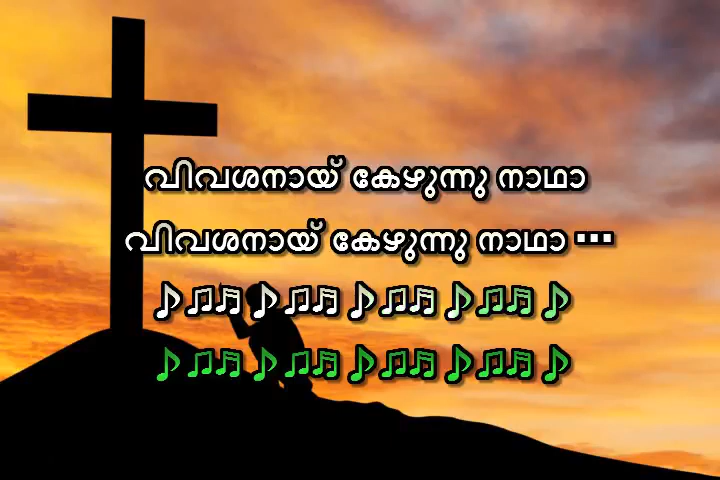 വിവശനായ് കേഴുന്നു നാഥാ
വിവശനായ് കേഴുന്നു നാഥാ ...
♪♫♬ ♪♫♬ ♪♫♬ ♪♫♬ ♪
♪♫♬ ♪♫♬ ♪♫♬ ♪♫♬ ♪